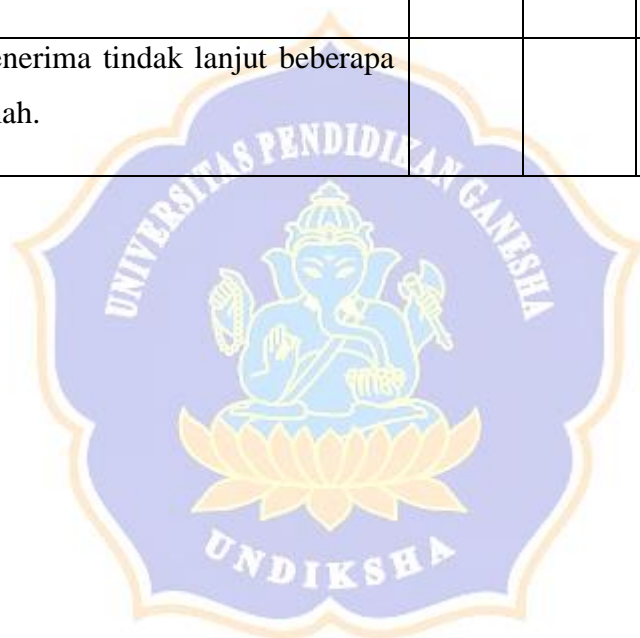 enerima tindak lanjut beberapa
ah.
UNIVERSITAS PENDIDIKAN GANESHA
UNDIKSHA